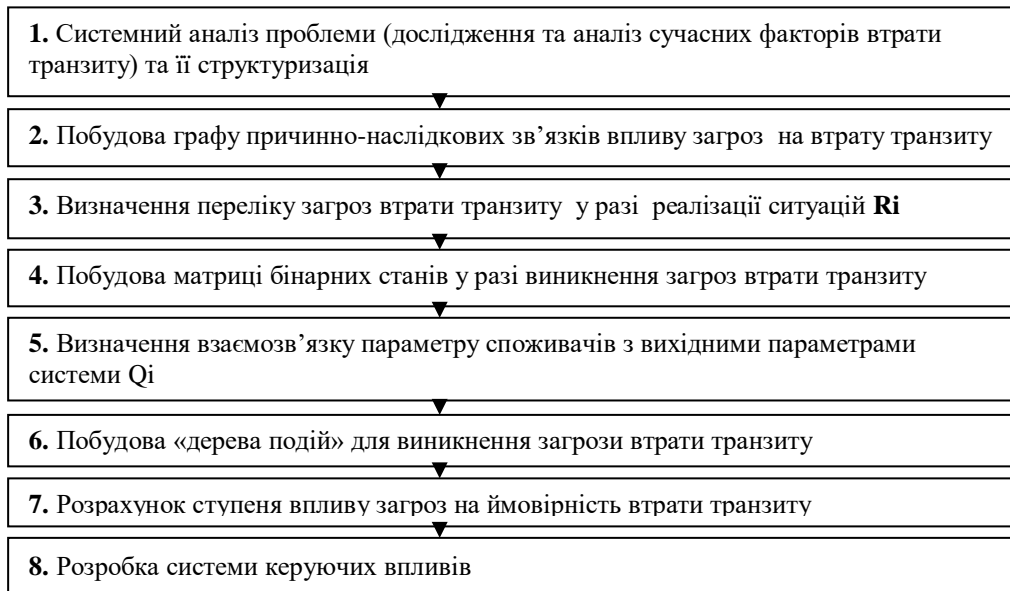 1. Системний аналіз проблеми (дослідження та аналіз сучасних факторів втрати
транзиту) та її структуризація
2. Побудова графу причинно-наслідкових зв’язків впливу загроз на втрату транзиту
3. Визначення переліку загроз втрати транзиту у разі реалізації ситуацій Ri
4. Побудова матриці бінарних станів у разі виникнення загроз втрати транзиту
5. Визначення взаємозв’язку параметру споживачів з вихідними параметрами
системи Qi
6. Побудова «дерева подій» для виникнення загрози втрати транзиту
7. Розрахунок ступеня впливу загроз на ймовірність втрати транзиту
8. Розробка системи керуючих впливів